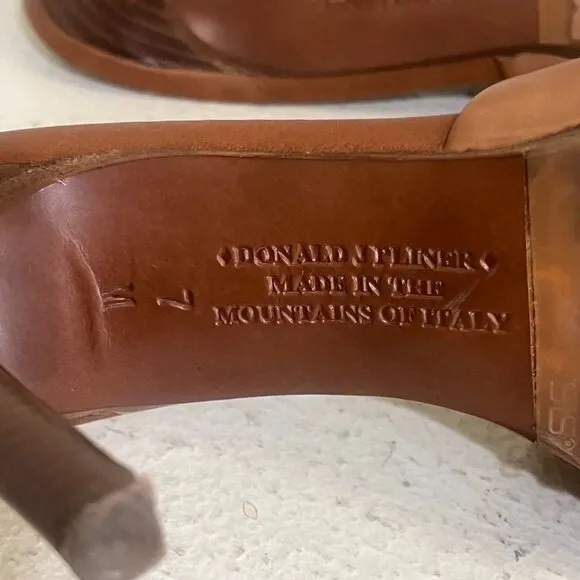 ◊DONALD J PLINER◊
MADE IN THE
MOUNTAINS OF ITALY
7